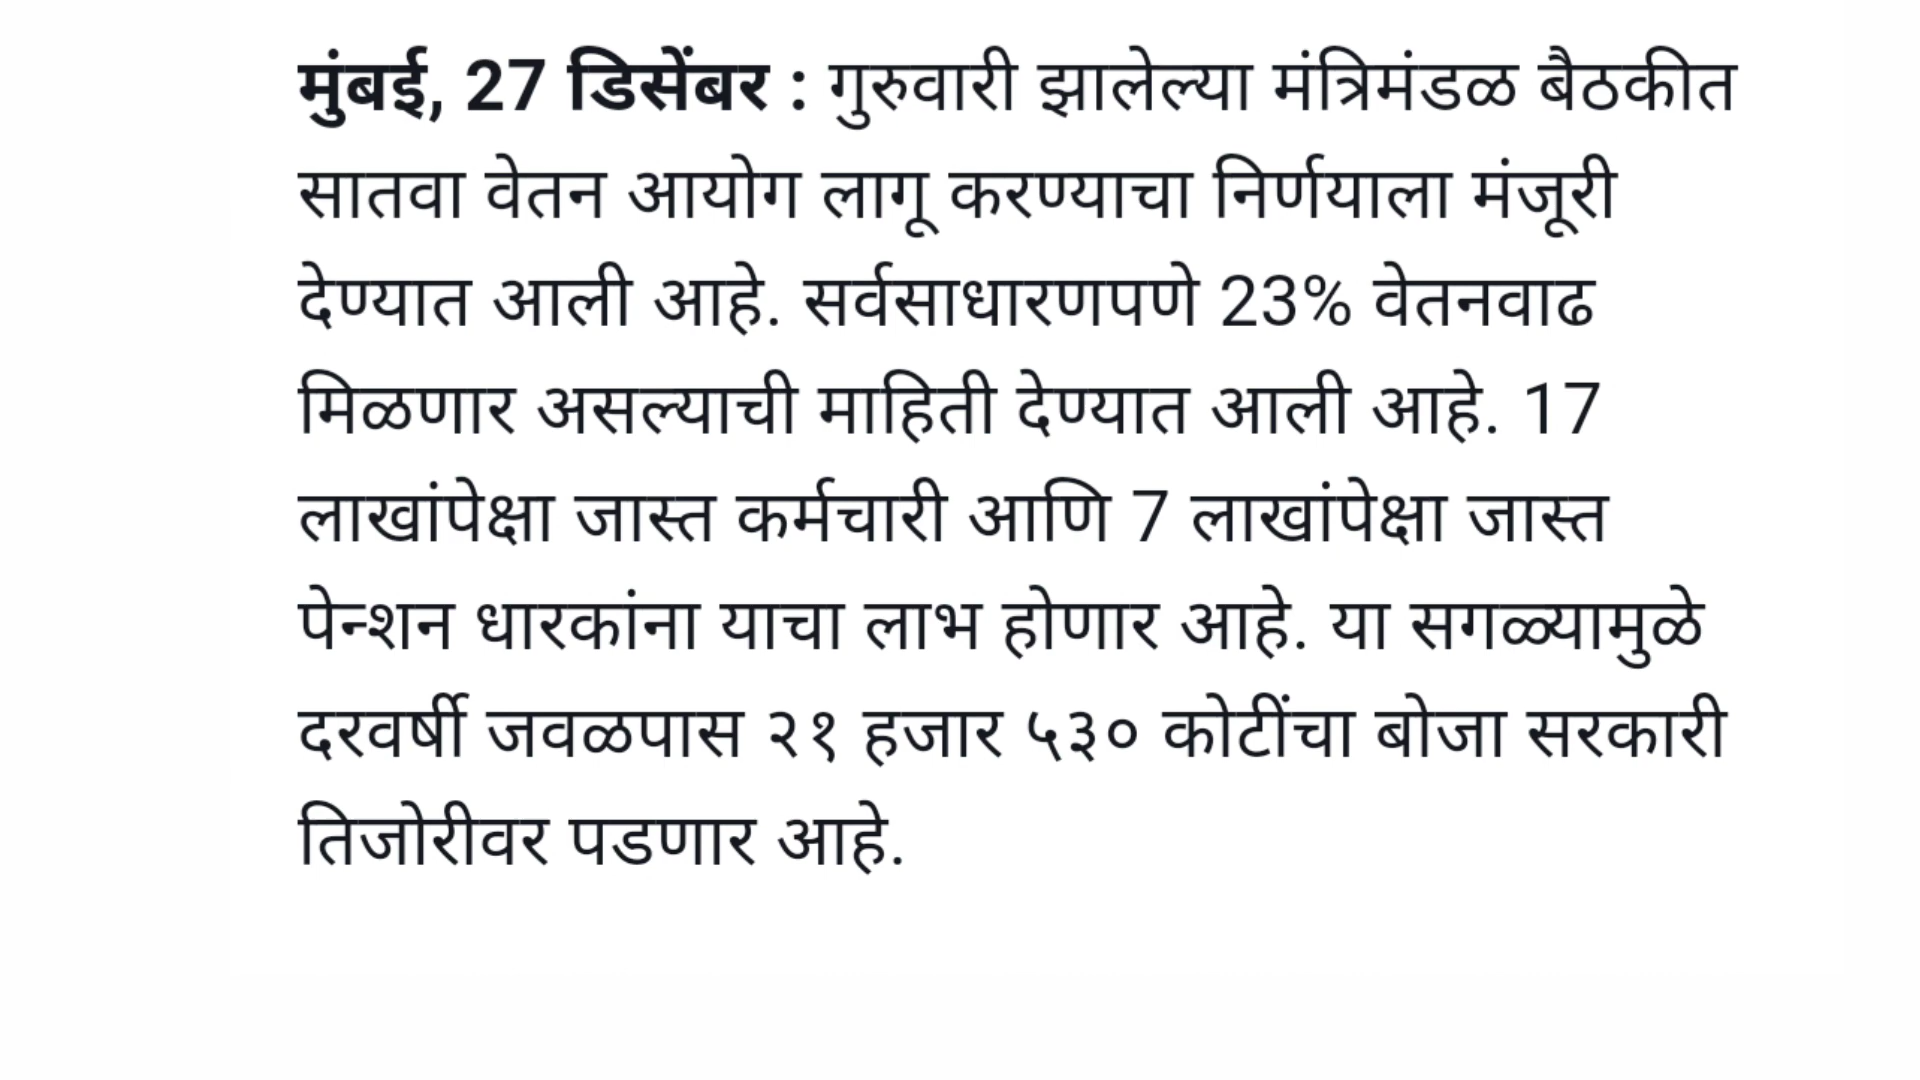 मुंबई, 27 डिसेंबर : गुरुवारी झालेल्या मंत्रिमंडळ बैठकीत
सातवा वेतन आयोग लागू करण्याचा निर्णयाला मंजूरी
देण्यात आली आहे. सर्वसाधारणपणे 23% वेतनवाढ
मिळणार असल्याची माहिती देण्यात आली आहे. 17
लाखांपेक्षा जास्त कर्मचारी आणि 7 लाखांपेक्षा जास्त
पेन्शन धारकांना याचा लाभ होणार आहे. या सगळ्यामुळे
दरवर्षी जवळपास २१ हजार ५३० कोटींचा बोजा सरकारी
तिजोरीवर पडणार आहे.